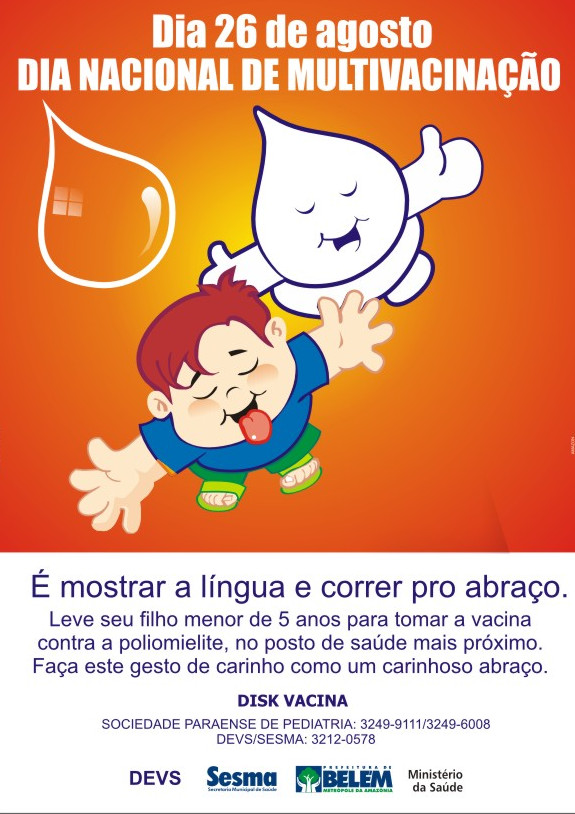 Dia 26 de agosto
DIA NACIONAL DE MULTIVACINAÇÃO
É mostrar a língua e correr pro abraço.
Leve seu filho menor de 5 anos para tomar a vacina
contra a poliomielite, no posto de saúde mais próximo.
Faça este gesto de carinho como um carinhoso abraço.
DISK VACINA
SOCIEDADE PARAENSE DE PEDIATRIA: 3249-9111/3249-6008
DEVS/SESMA: 3212-0578
DEVS
Sesma
Secretaria Municipal de Saúde
PREFEITURA DE
BELÉM
METRÓPOLE DA AMAZÔNIA
Ministério
da Saúde